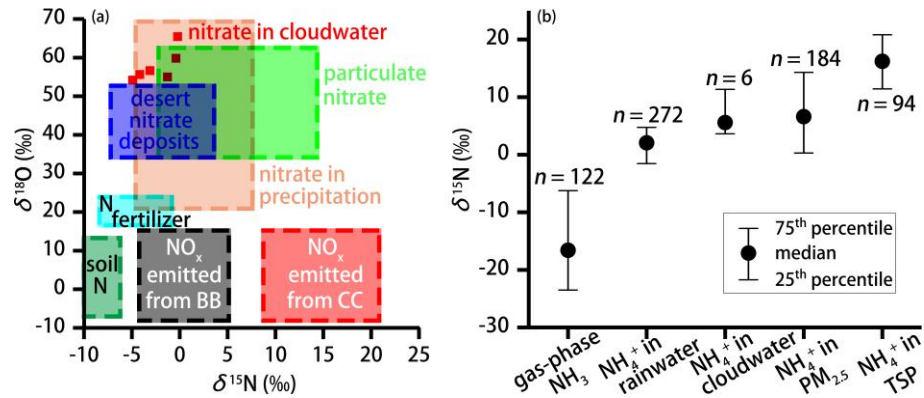 (a)
nitrate in cloudwater
particulate
nitrate
desert
nitrate
deposits
nitrate in
precipitation
N
fertilizer
soil
N
NOₓ
emitted
from BB
NOₓ
emitted
from CC
70
60
50
40
30
20
10
0
-10
δ¹⁸O (‰)
-10 -5 0 5 10 15 20 25
δ¹⁵N (‰)
(b)
20
10
0
-10
-20
-30
δ¹⁵N (‰)
n = 122
n = 272
n = 6
n = 184
n = 94
75ᵗʰ percentile
median
25ᵗʰ percentile
gas-phase
NH₃
NH₄⁺ in
rainwater
NH₄⁺ in
cloudwater
NH₄⁺ in
PM₂.₅
NH₄⁺ in
TSP